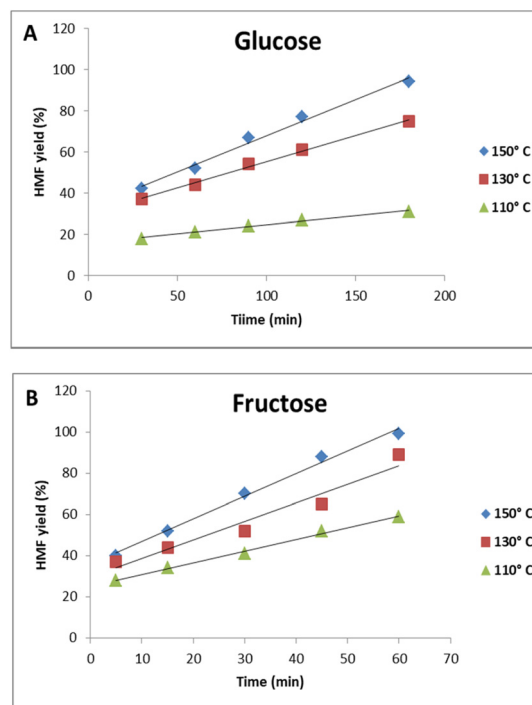 A
Glucose
120
100
80
60
40
20
0
HMF yield (%)
0 50 100 150 200
Tiime (min)
150° C
130° C
110° C
B
Fructose
120
100
80
60
40
20
0
HMF yield (%)
0 10 20 30 40 50 60 70
Time (min)
150° C
130° C
110° C